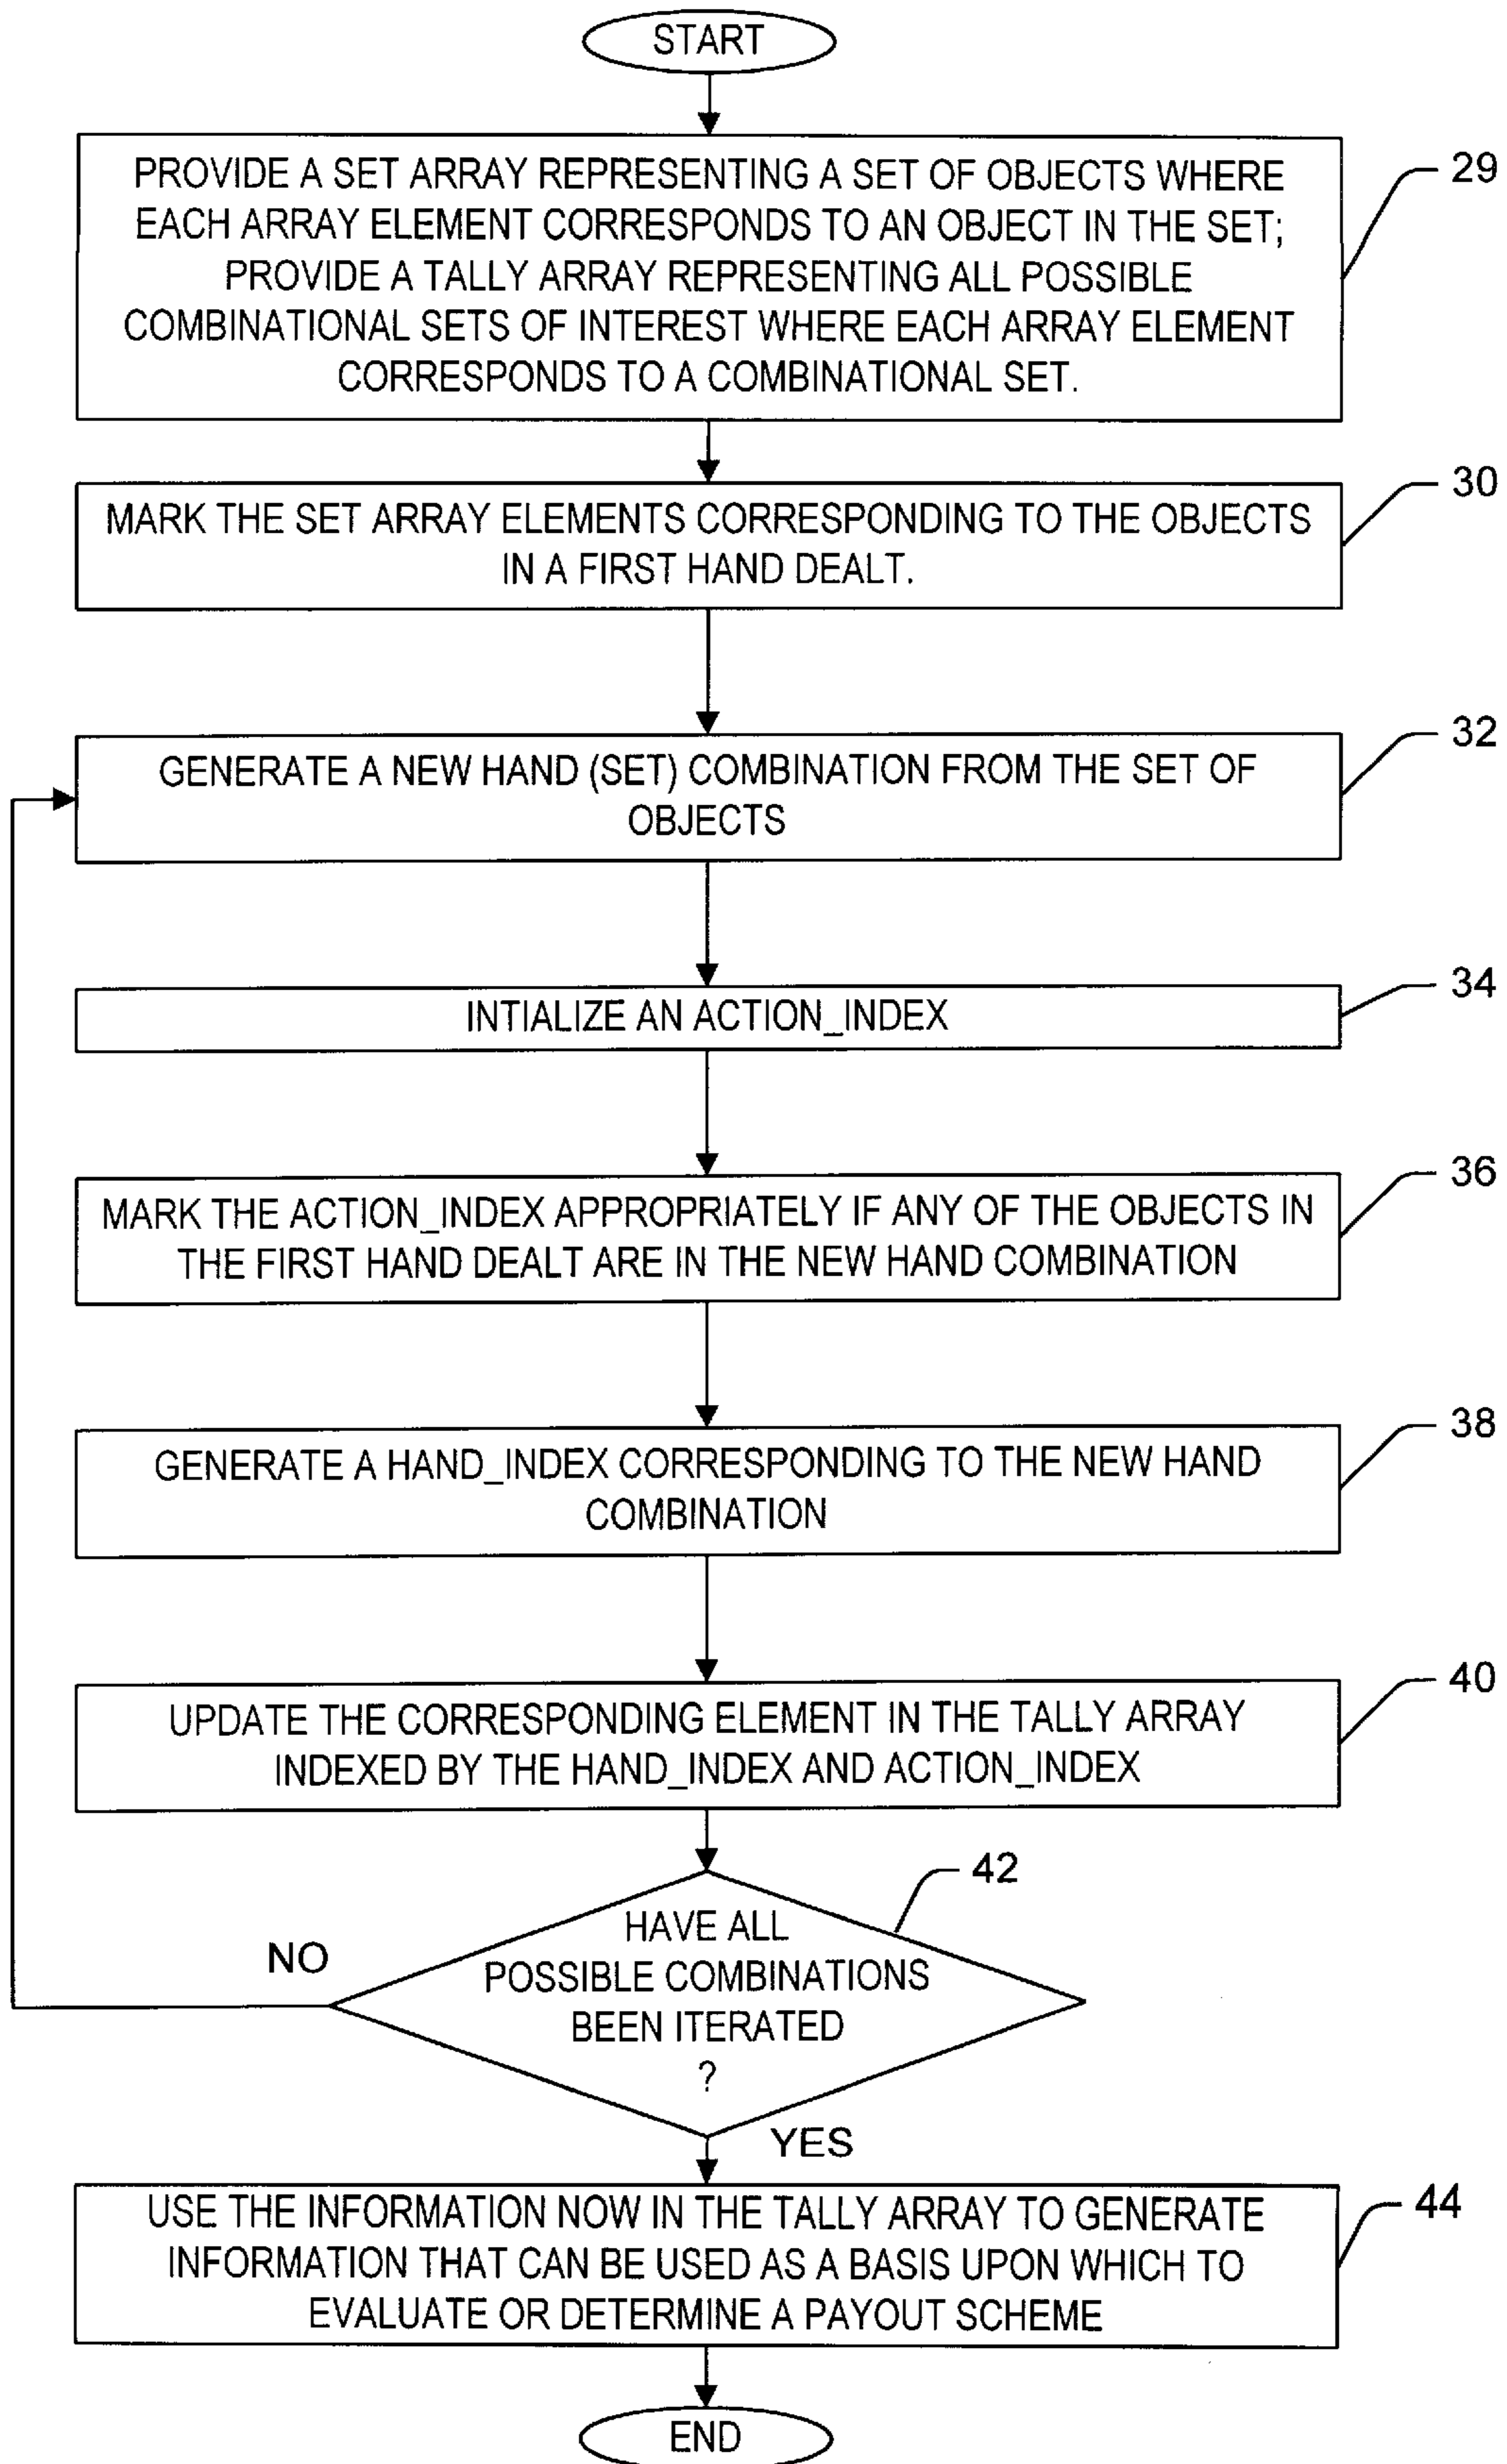 START
PROVIDE A SET ARRAY REPRESENTING A SET OF OBJECTS WHERE
EACH ARRAY ELEMENT CORRESPONDS TO AN OBJECT IN THE SET;
PROVIDE A TALLY ARRAY REPRESENTING ALL POSSIBLE
COMBINATIONAL SETS OF INTEREST WHERE EACH ARRAY ELEMENT
CORRESPONDS TO A COMBINATIONAL SET.
29
MARK THE SET ARRAY ELEMENTS CORRESPONDING TO THE OBJECTS
IN A FIRST HAND DEALT.
30
GENERATE A NEW HAND (SET) COMBINATION FROM THE SET OF
OBJECTS
32
INTIALIZE AN ACTION_INDEX
34
MARK THE ACTION_INDEX APPROPRIATELY IF ANY OF THE OBJECTS IN
THE FIRST HAND DEALT ARE IN THE NEW HAND COMBINATION
36
GENERATE A HAND_INDEX CORRESPONDING TO THE NEW HAND
COMBINATION
38
UPDATE THE CORRESPONDING ELEMENT IN THE TALLY ARRAY
INDEXED BY THE HAND_INDEX AND ACTION_INDEX
40
HAVE ALL
POSSIBLE COMBINATIONS
BEEN ITERATED
?
42
NO
YES
USE THE INFORMATION NOW IN THE TALLY ARRAY TO GENERATE
INFORMATION THAT CAN BE USED AS A BASIS UPON WHICH TO
EVALUATE OR DETERMINE A PAYOUT SCHEME
44
END